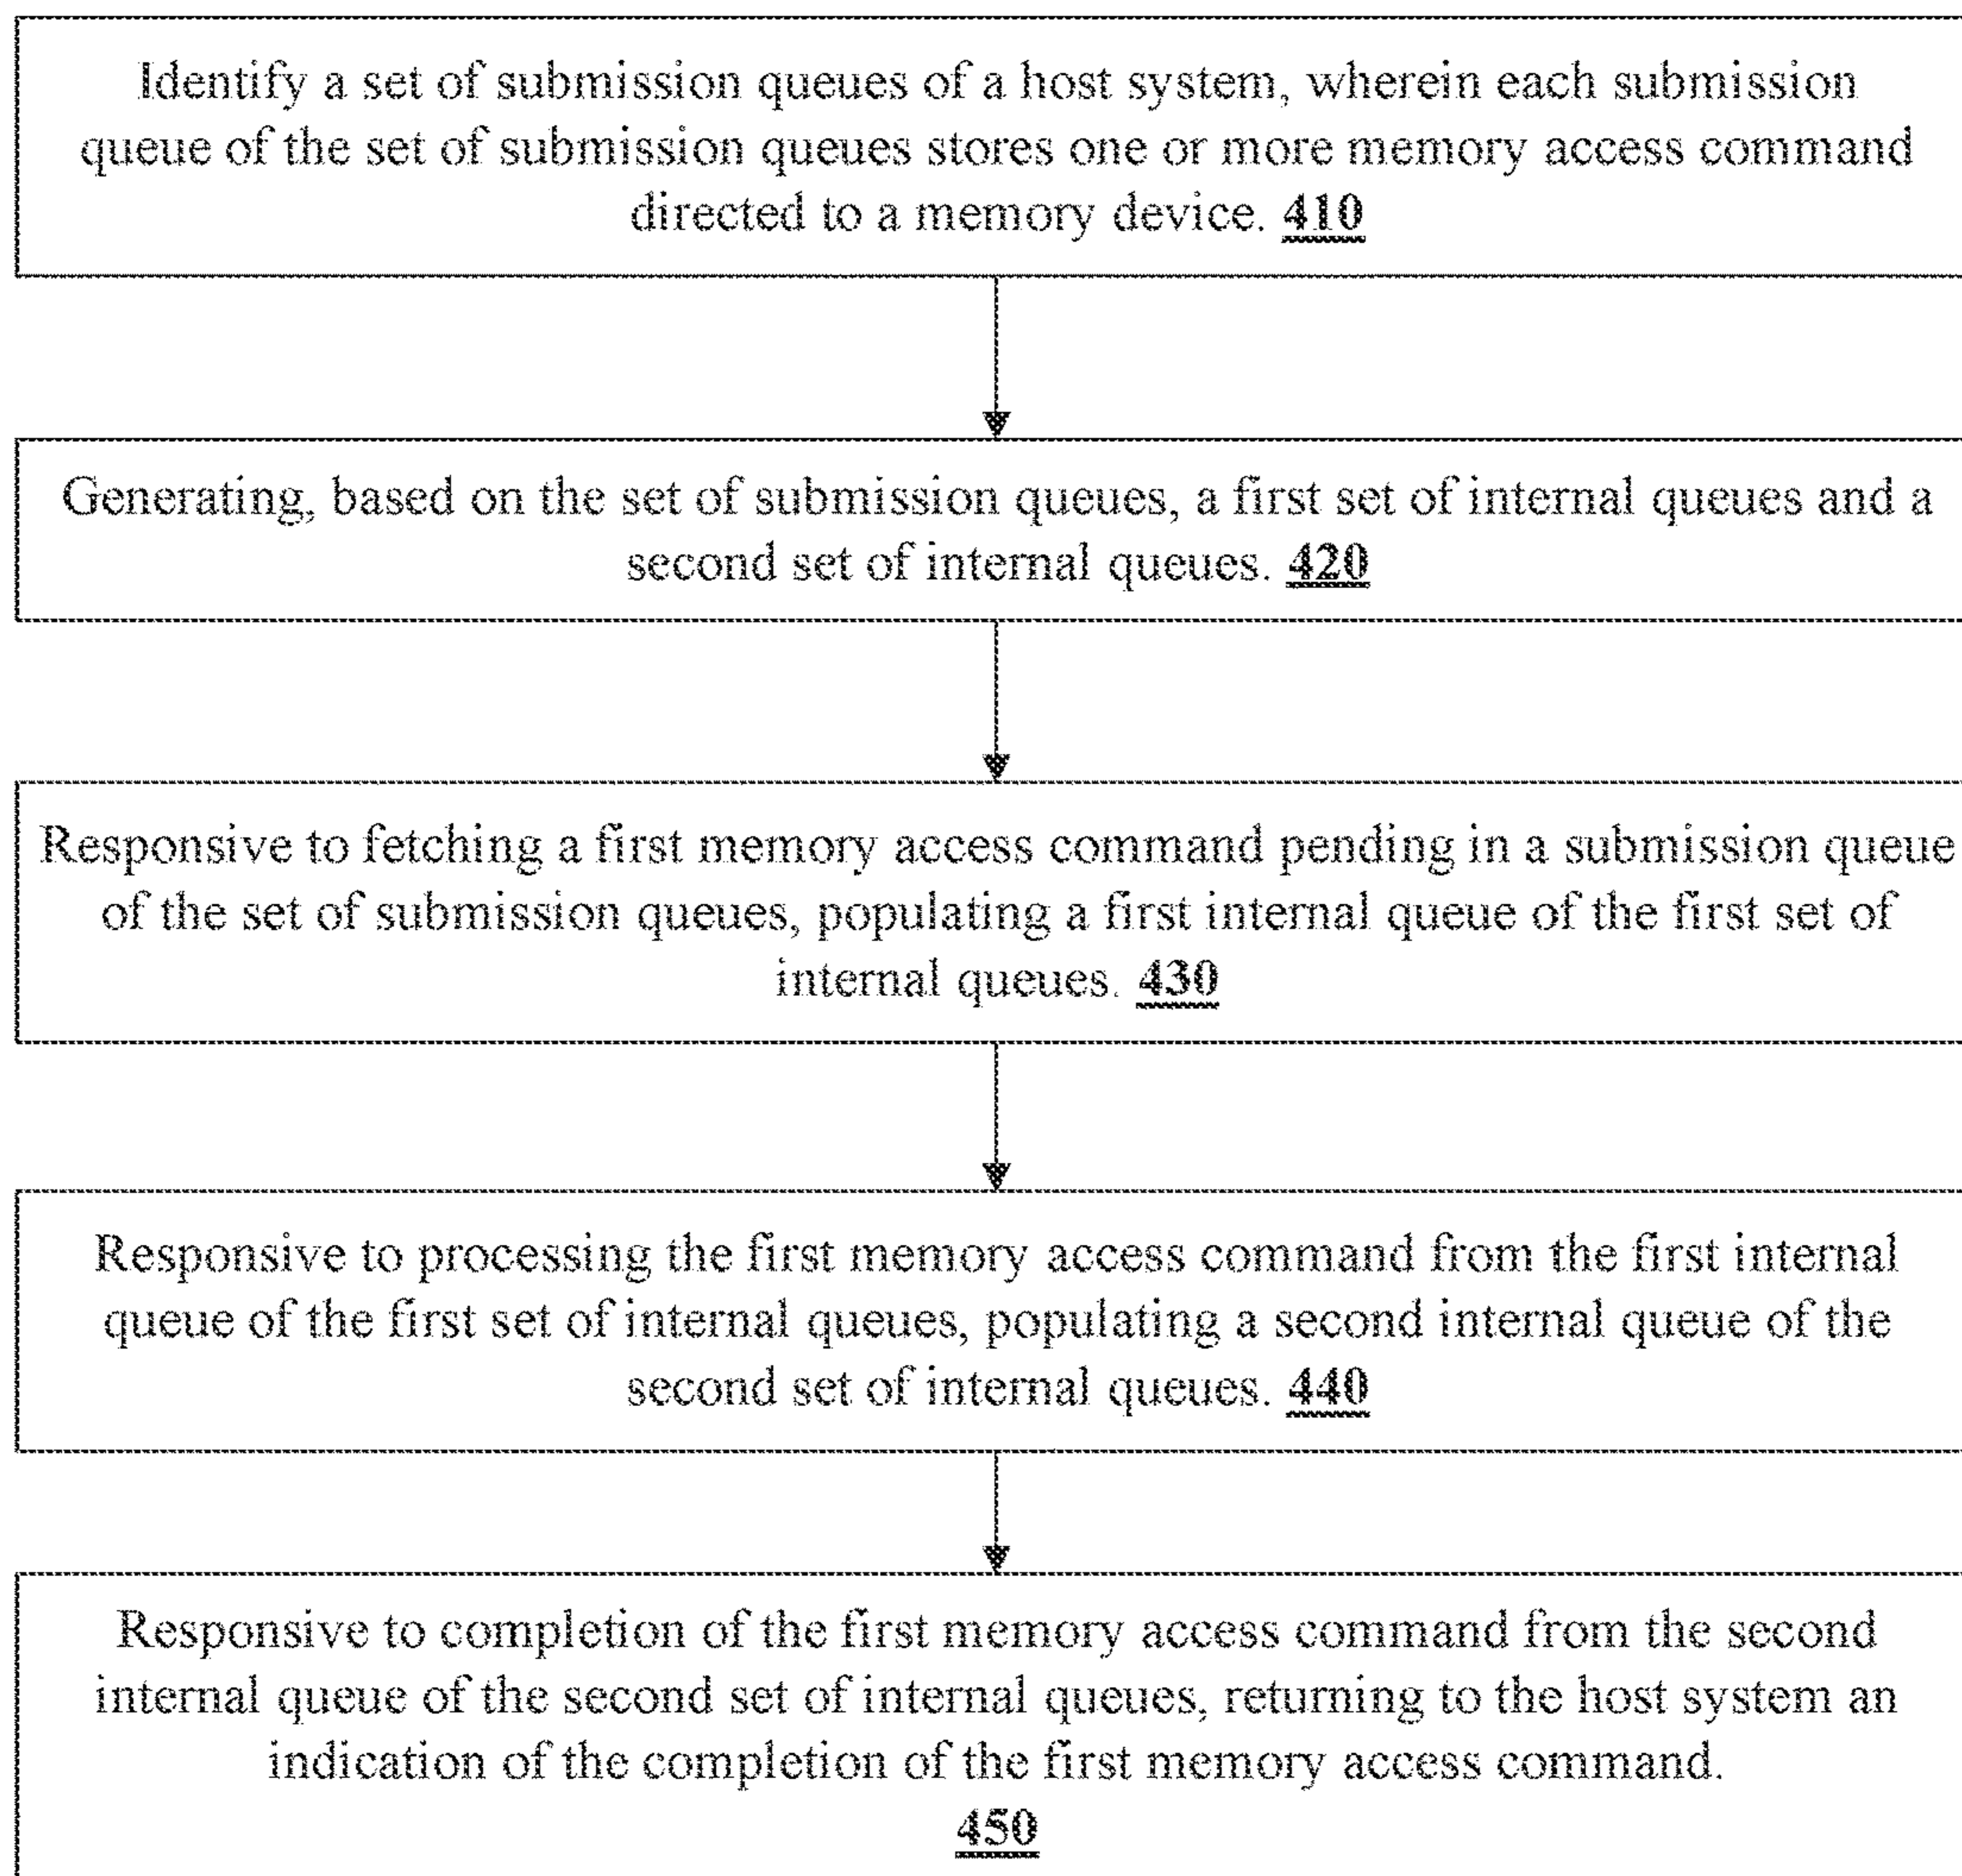 Identify a set of submission queues of a host system, wherein each submission
queue of the set of submission queues stores one or more memory access command
directed to a memory device. 410
Generating, based on the set of submission queues, a first set of internal queues and a
second set of internal queues. 420
Responsive to fetching a first memory access command pending in a submission queue
of the set of submission queues, populating a first internal queue of the first set of
internal queues. 430
Responsive to processing the first memory access command from the first internal
queue of the first set of internal queues, populating a second internal queue of the
second set of internal queues. 440
Responsive to completion of the first memory access command from the second
internal queue of the second set of internal queues, returning to the host system an
indication of the completion of the first memory access command.
450